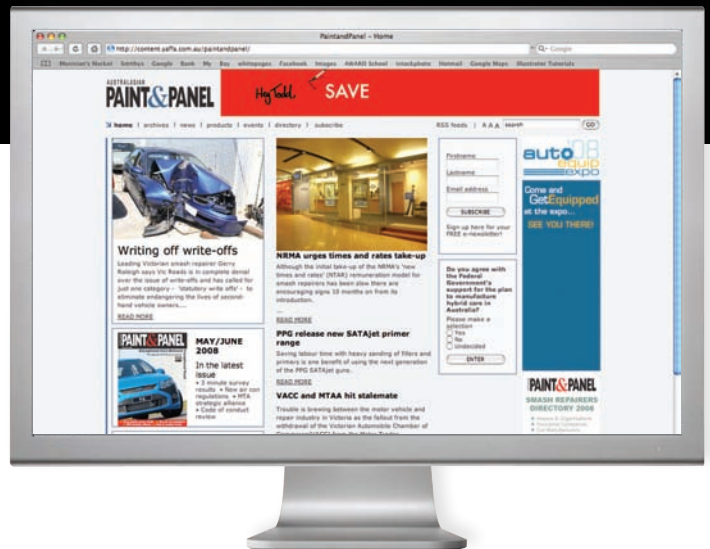 PaintandPanel - Home
http://content.yaffa.com.au/paintandpanel/
Google
Musician's Market Smithys Google Bank My Bay whitepages Facebook Images AWARD School istockphoto Hotmail Google Maps Illustrator Tutorials
AUSTRALASIAN
PAINT&PANEL
Hey Todd. SAVE
home | archives | news | products | events | directory | subscribe
RSS feeds | A A A search GO
Writing off write-offs
Leading Victorian smash repairer Gerry
Raleigh says Vic Roads is in complete denial
over the issue of write-offs and has called for
just one category - 'statutory write offs' - to
eliminate endangering the lives of second-
hand vehicle owners....
READ MORE
PAINT&PANEL
MAY/JUNE
2008
In the latest
issue
• 3 minute survey
results • New air con
regulations • MTA
strategic alliance
• Code of conduct
review
NRMA urges times and rates take-up
Although the initial take-up of the NRMA's 'new
times and rates' (NTAR) remuneration model for
smash repairers has been slow there are
encouraging signs 10 months on from its
introduction.
...
READ MORE
PPG release new SATAjet primer
range
Saving labour time with heavy sanding of fillers and
primers is one benefit of using the next generation
of the PPG SATAjet guns.
READ MORE
VACC and MTAA hit stalemate
Trouble is brewing between the motor vehicle and
repair industry in Victoria as the fallout from the
withdrawal of the Victorian Automobile Chamber of
Firstname
Lastname
Email address
SUBSCRIBE
Sign up here for your
FREE e-newsletter!
Do you agree with
the Federal
Government's
support for the plan
to manufacture
hybrid cars in
Australia?
Please make a
selection
Yes
No
Undecided
ENTER
auto'08
equip
expo
Come and
GetEquipped
at the expo...
SEE YOU THERE!
PAINT&PANEL
SMASH REPAIRERS
DIRECTORY 2008